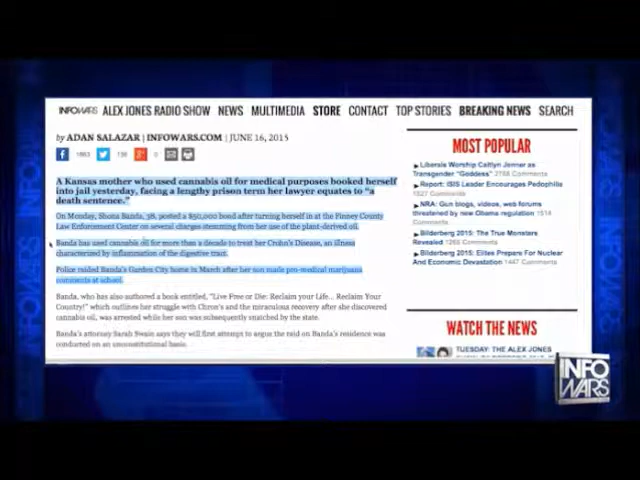 INFOWARS ALEX JONES RADIO SHOW NEWS MULTIMEDIA STORE CONTACT TOP STORIES BREAKING NEWS SEARCH
by ADAN SALAZAR | INFOWARS.COM | JUNE 16, 2015
A Kansas mother who used cannabis oil for medical purposes booked herself
into jail yesterday, facing a lengthy prison term her lawyer equates to "a
death sentence."
On Monday, Shona Banda, 38, posted a $50,000 bond after turning herself in at the Finney County
Law Enforcement Center on several charges stemming from her use of the plant-derived oil.
Banda has used cannabis oil for more than a decade to treat her Crohn's Disease, an illness
characterized by inflammation of the digestive tract.
Police raided Banda's Garden City home in March after her son made pro-medical marijuana
comments at school.
Banda, who has also authored a book entitled, "Live Free or Die: Reclaim your Life... Reclaim Your
Country!" which outlines her struggle with Chron's and the miraculous recovery after she discovered
cannabis oil, was arrested while her son was subsequently snatched by the state.
Banda's attorney Sarah Swain says they will first attempt to argue the raid on Banda's residence was
conducted on an unconstitutional basis.
MOST POPULAR
Liberals Worship Caitlyn Jenner as
Transgender "Goddess" Comments
Report: ISIS Leader Encourages Pedophilia
Comments
NRA: Gun blogs, videos, web forums
threatened by new Obama regulation 1514
Comments
Bilderberg 2015: The True Monsters
Revealed Comments
Bilderberg 2015: Elites Prepare For Nuclear
And Economic Devastation 1447 Comments
WATCH THE NEWS
TUESDAY: THE ALEX JONES
INFO
WARS